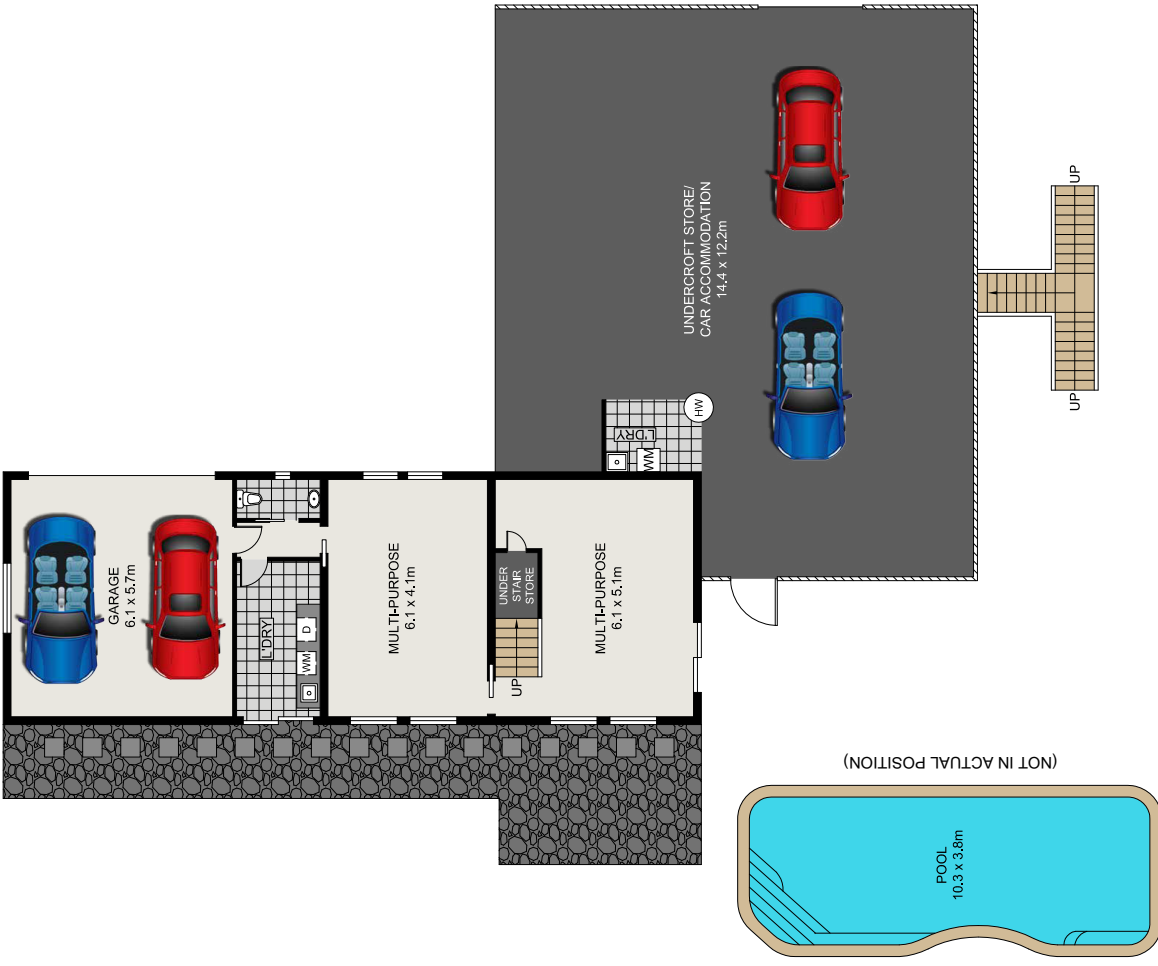 UNDERCROFT STORE/
CAR ACCOMMODATION
14.4 x 12.2m
UP
UP
L'DRY
WM
HW
GARAGE
6.1 x 5.7m
L'DRY
WM
D
MULTI-PURPOSE
6.1 x 4.1m
UNDER
STAIR
STORE
UP
MULTI-PURPOSE
6.1 x 5.1m
(NOT IN ACTUAL POSITION)
POOL
10.3 x 3.8m